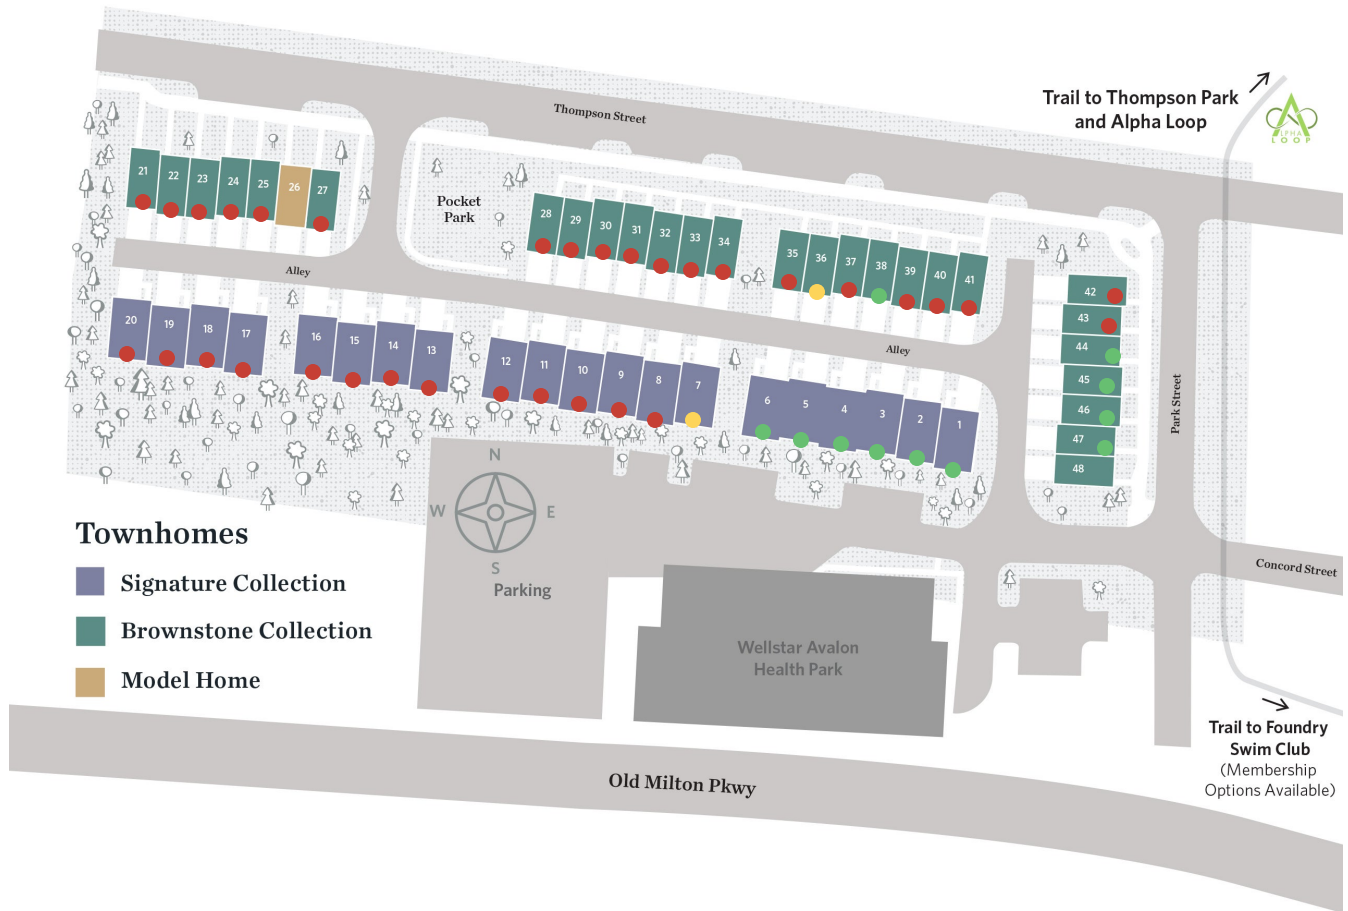 Thompson Street
Trail to Thompson Park
and Alpha Loop
ALPHA
LOOP
21
22
23
24
25
26
27
Pocket
Park
28
29
30
31
32
33
34
35
36
37
38
39
40
41
42
43
44
45
46
47
48
Alley
Alley
Park Street
20
19
18
17
16
15
14
13
12
11
10
9
8
7
6
5
4
3
2
1
N
W
E
S
Parking
Townhomes
Signature Collection
Brownstone Collection
Model Home
Concord Street
Wellstar Avalon
Health Park
Trail to Foundry
Swim Club
(Membership
Options Available)
Old Milton Pkwy